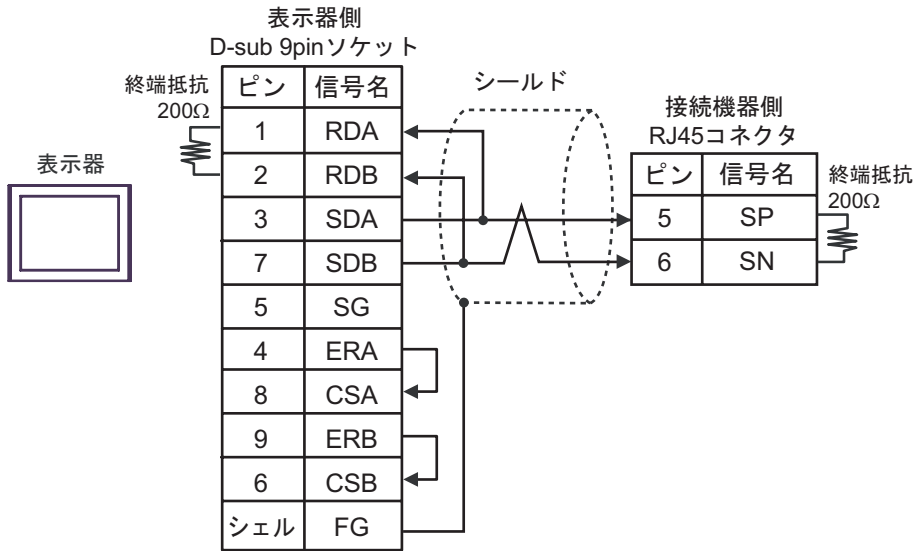 表示器側
D-sub 9pinソケット
終端抵抗
200Ω
ピン 信号名
1 RDA
2 RDB
3 SDA
7 SDB
5 SG
4 ERA
8 CSA
9 ERB
6 CSB
シェル FG
表示器
シールド
接続機器側
RJ45コネクタ
ピン 信号名
5 SP
6 SN
終端抵抗
200Ω